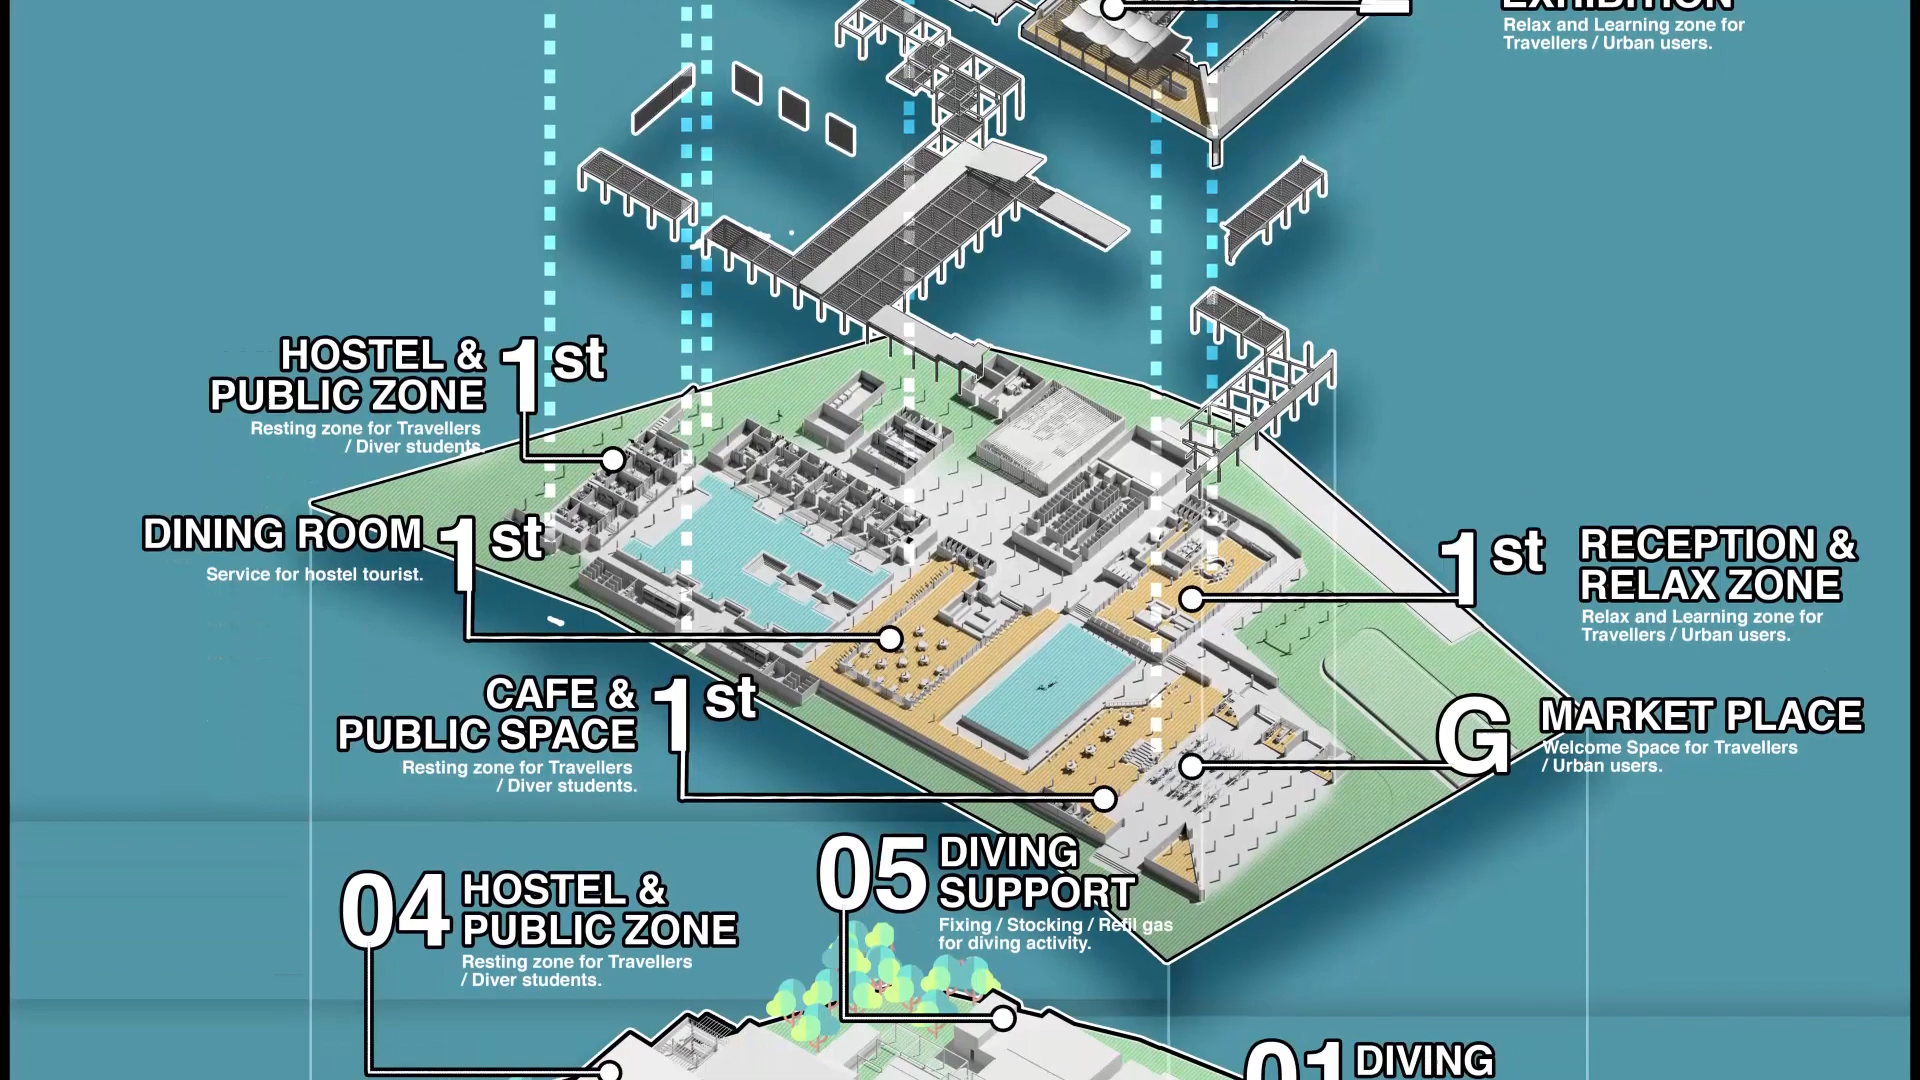 EXHIBITION
Relax and Learning zone for
Travellers / Urban users.
HOSTEL &
PUBLIC ZONE
1st
Resting zone for Travellers
/ Diver students.
DINING ROOM
1st
Service for hostel tourist.
RECEPTION &
RELAX ZONE
1st
Relax and Learning zone for
Travellers / Urban users.
CAFE &
PUBLIC SPACE
1st
Resting zone for Travellers
/ Diver students.
G
MARKET PLACE
Welcome Space for Travellers
/ Urban users.
05
DIVING
SUPPORT
Fixing / Stocking / Refil gas
for diving activity.
04
HOSTEL &
PUBLIC ZONE
Resting zone for Travellers
/ Diver students.
01
DIVING